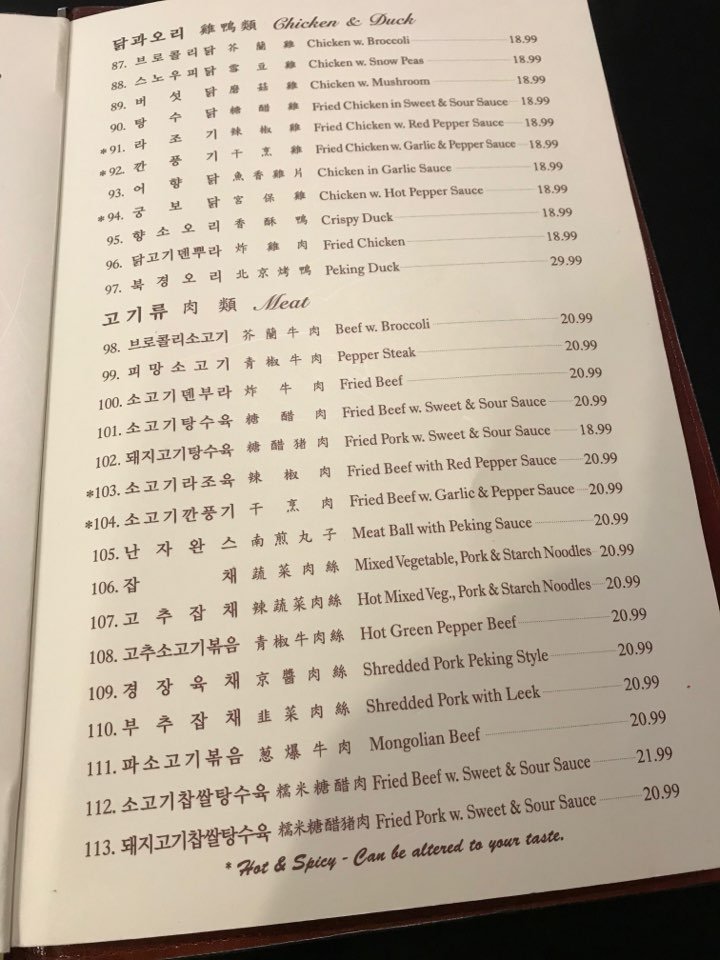 닭과오리 雞鴨類 Chicken & Duck
87. 브로콜리닭 芥蘭雞 Chicken w. Broccoli 18.99
88. 스노우피닭 雪豆雞 Chicken w. Snow Peas 18.99
89. 버섯닭 磨菇雞 Chicken w. Mushroom 18.99
90. 탕수닭 糖醋雞 Fried Chicken in Sweet & Sour Sauce 18.99
*91. 라조기 辣椒雞 Fried Chicken w. Red Pepper Sauce 18.99
*92. 깐풍기 干烹雞 Fried Chicken w. Garlic & Pepper Sauce 18.99
93. 어향닭 魚香雞片 Chicken in Garlic Sauce 18.99
*94. 궁보닭 宮保雞 Chicken w. Hot Pepper Sauce 18.99
95. 향소오리 香酥鴨 Crispy Duck 18.99
96. 닭고기덴뿌라 炸雞肉 Fried Chicken 18.99
97. 북경오리 北京烤鴨 Peking Duck 29.99
고기류 肉類 Meat
98. 브로콜리소고기 芥蘭牛肉 Beef w. Broccoli 20.99
99. 피망소고기 青椒牛肉 Pepper Steak 20.99
100. 소고기덴부라 炸牛肉 Fried Beef 20.99
101. 소고기탕수육 糖醋肉 Fried Beef w. Sweet & Sour Sauce 20.99
102. 돼지고기탕수육 糖醋猪肉 Fried Pork w. Sweet & Sour Sauce 18.99
*103. 소고기라조육 辣椒肉 Fried Beef with Red Pepper Sauce 20.99
*104. 소고기깐풍기 干烹肉 Fried Beef w. Garlic & Pepper Sauce 20.99
105. 난자완스 南煎丸子 Meat Ball with Peking Sauce 20.99
106. 잡채 蔬菜肉絲 Mixed Vegetable, Pork & Starch Noodles 20.99
107. 고추잡채 辣蔬菜肉絲 Hot Mixed Veg., Pork & Starch Noodles 20.99
108. 고추소고기볶음 青椒牛肉絲 Hot Green Pepper Beef 20.99
109. 경장육채 京醬肉絲 Shredded Pork Peking Style 20.99
110. 부추잡채 韭菜肉絲 Shredded Pork with Leek 20.99
111. 파소고기볶음 葱爆牛肉 Mongolian Beef 20.99
112. 소고기찹쌀탕수육 糯米糖醋肉 Fried Beef w. Sweet & Sour Sauce 21.99
113. 돼지고기찹쌀탕수육 糯米糖醋猪肉 Fried Pork w. Sweet & Sour Sauce 20.99
* Hot & Spicy - Can be altered to your taste.